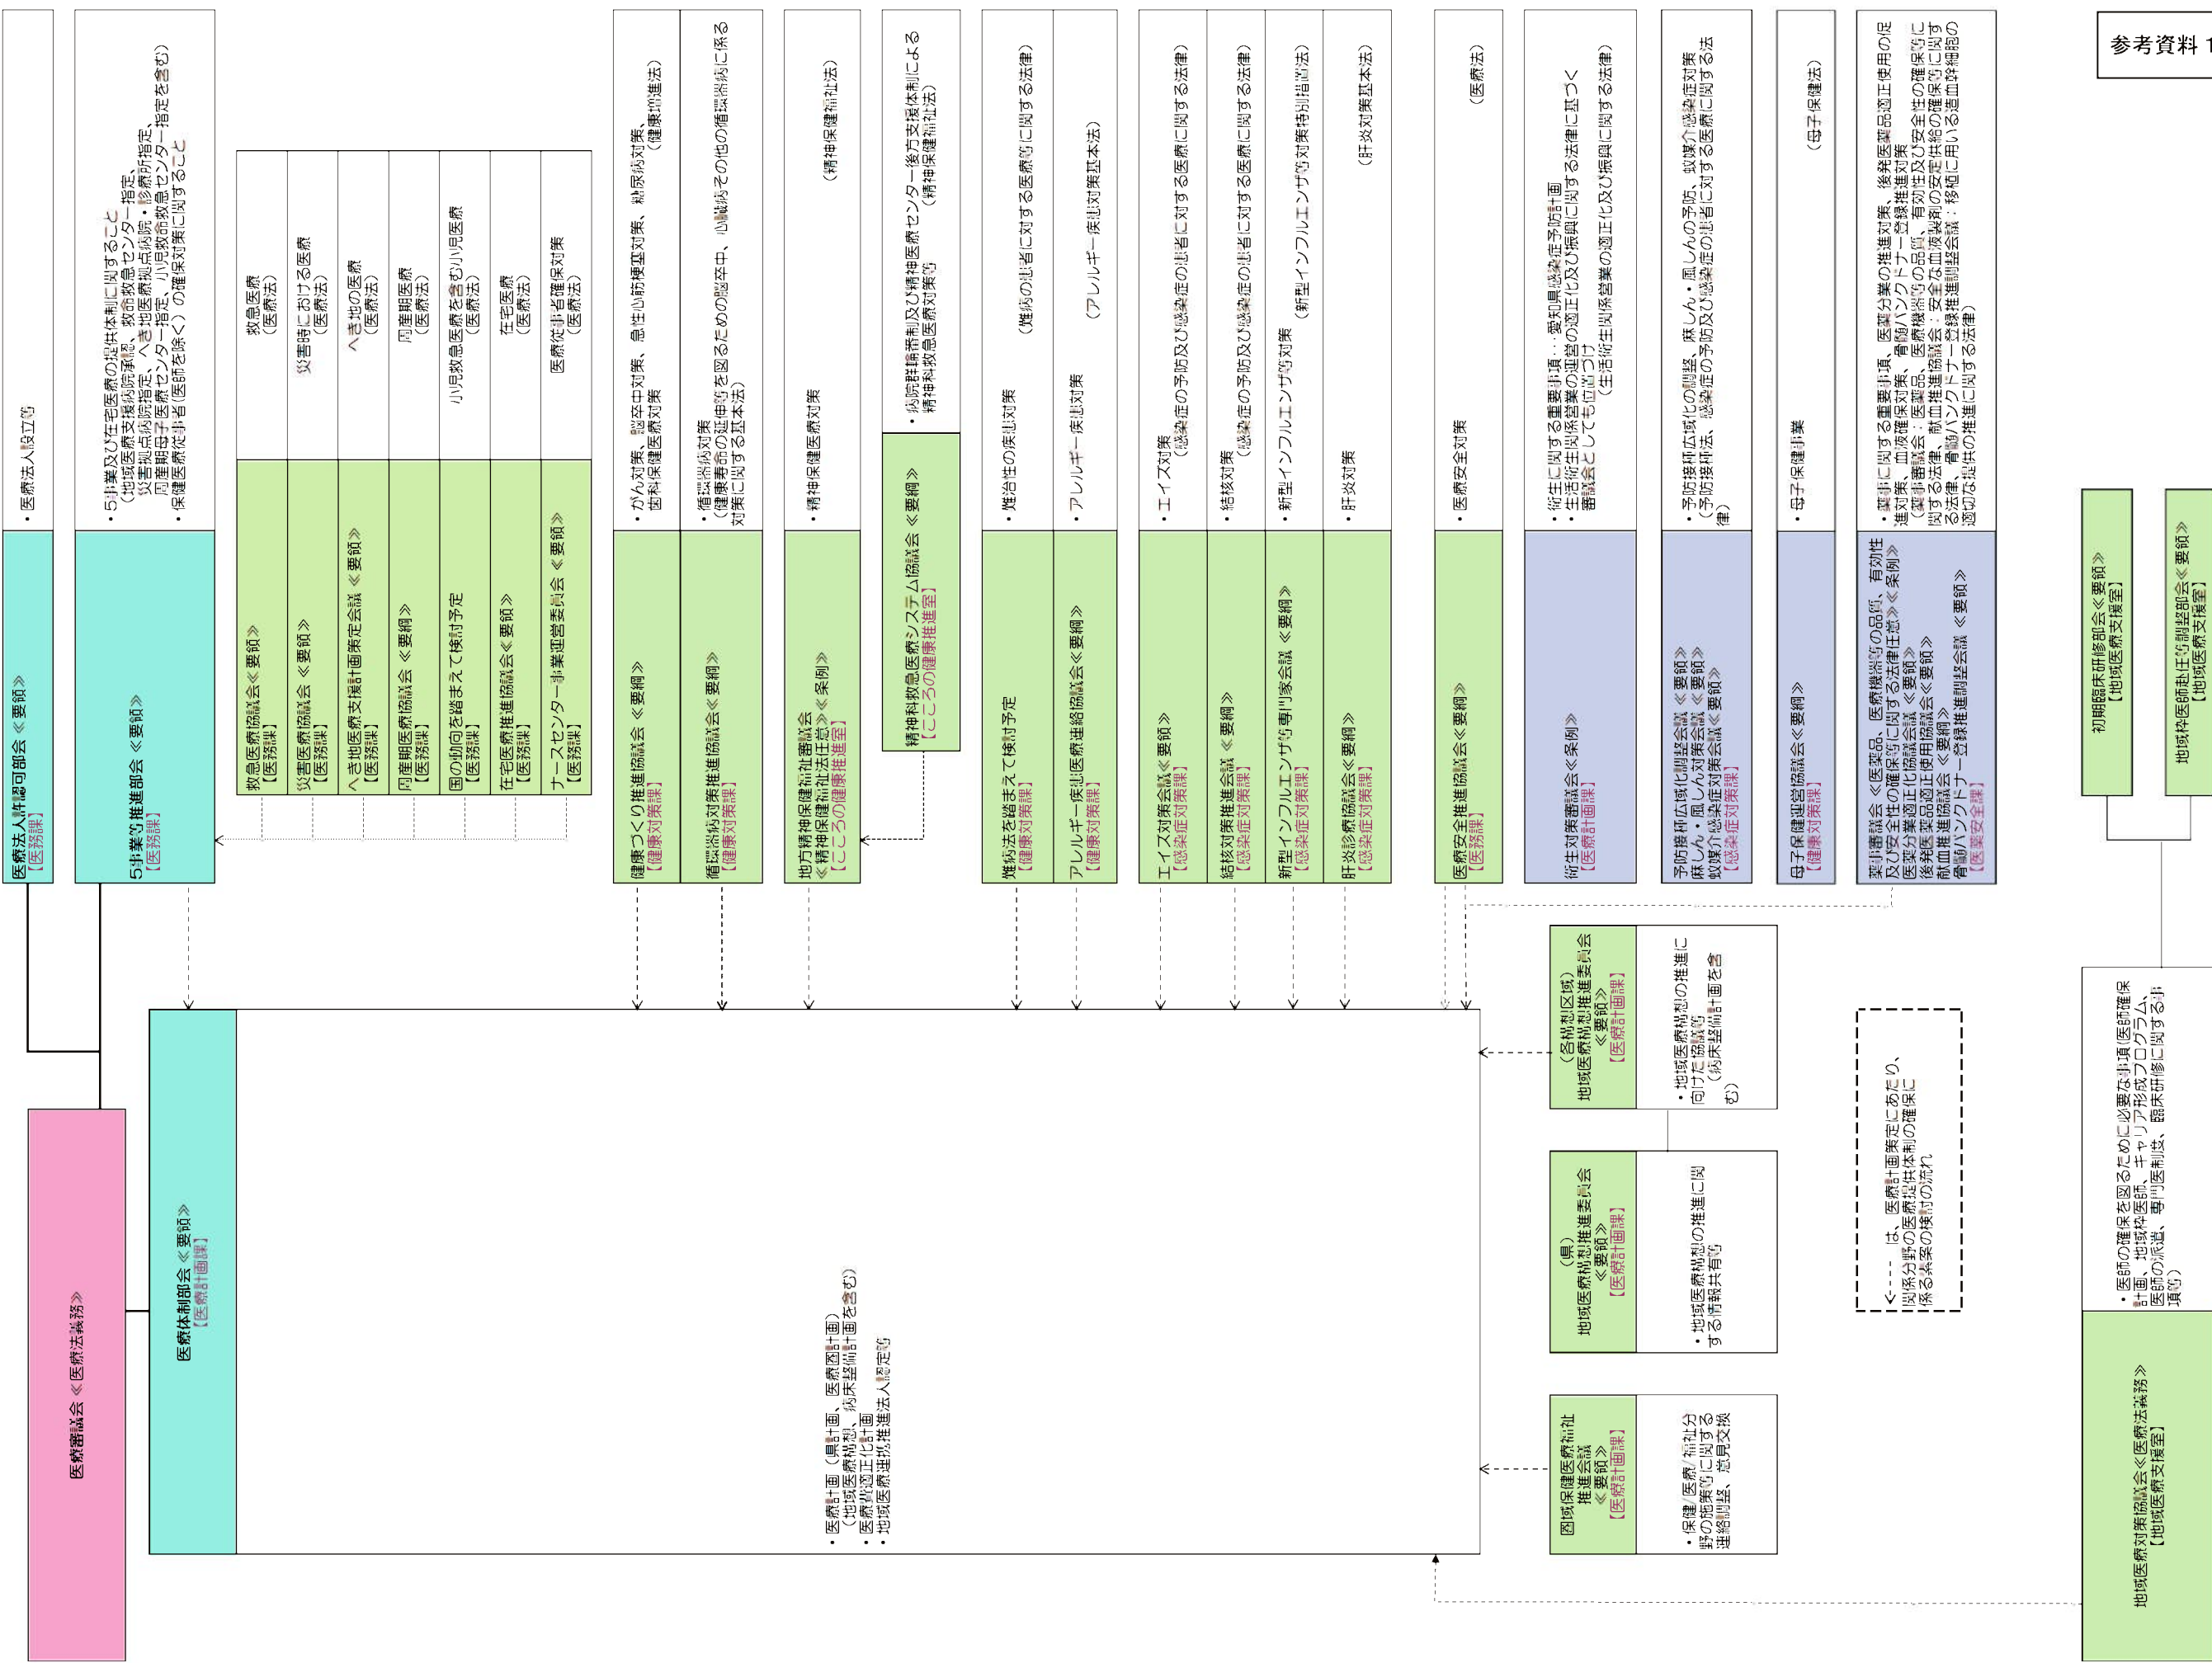 参考資料 1
医療審議会 ≪医療法義務≫
医療法人許認可部会 ≪要領≫
【医務課】
・医療法人設立等
5事業等推進部会 ≪要領≫
【医務課】
・5事業及び在宅医療の提供体制に関すること
（地域医療支援病院承認、救命救急センター指定、
災害拠点病院指定、へき地医療拠点病院・診療所指定、
周産期母子医療センター指定、小児救命救急センター指定を含む）
・保健医療従事者（医師を除く）の確保対策に関すること
医療体制部会 ≪要領≫
【医療計画課】
・医療計画（県計画、医療圏計画）
（地域医療構想、病床整備計画を含む）
・医療費適正化計画
・地域医療連携推進法人認定等
救急医療協議会≪要領≫
【医務課】
救急医療
（医療法）
災害医療協議会 ≪要領≫
【医務課】
災害時における医療
（医療法）
へき地医療支援計画策定会議 ≪要領≫
【医務課】
へき地の医療
（医療法）
周産期医療協議会 ≪要綱≫
【医務課】
周産期医療
（医療法）
国の動向を踏まえて検討予定
【医務課】
小児救急医療を含む小児医療
（医療法）
在宅医療推進協議会≪要領≫
【医務課】
在宅医療
（医療法）
ナースセンター事業運営委員会 ≪要領≫
【医務課】
医療従事者確保対策
（医療法）
健康づくり推進協議会 ≪要綱≫
【健康対策課】
・がん対策、脳卒中対策、急性心筋梗塞対策、糖尿病対策、
歯科保健医療対策
（健康増進法）
循環器病対策推進協議会≪要綱≫
【健康対策課】
・循環器病対策
（健康寿命の延伸等を図るための脳卒中、心臓病その他の循環器病に係る
対策に関する基本法）
地方精神保健福祉審議会
≪精神保健福祉法任意≫≪条例≫
【こころの健康推進室】
・精神保健医療対策
（精神保健福祉法）
精神科救急医療システム協議会 ≪要綱≫
【こころの健康推進室】
・病院群輪番制及び精神医療センター後方支援体制による
精神科救急医療対策等
（精神保健福祉法）
難病法を踏まえて検討予定
【健康対策課】
・難治性の疾患対策
（難病の患者に対する医療等に関する法律）
アレルギー疾患医療連絡協議会≪要綱≫
【健康対策課】
・アレルギー疾患対策
（アレルギー疾患対策基本法）
エイズ対策会議≪要領≫
【感染症対策課】
・エイズ対策
（感染症の予防及び感染症の患者に対する医療に関する法律）
結核対策推進会議 ≪要綱≫
【感染症対策課】
・結核対策
（感染症の予防及び感染症の患者に対する医療に関する法律）
新型インフルエンザ等専門家会議 ≪要綱≫
【感染症対策課】
・新型インフルエンザ等対策
（新型インフルエンザ等対策特別措置法）
肝炎診療協議会≪要綱≫
【感染症対策課】
・肝炎対策
（肝炎対策基本法）
医療安全推進協議会≪要綱≫
【医務課】
・医療安全対策
（医療法）
衛生対策審議会≪条例≫
【医療計画課】
・衛生に関する重要事項・・・愛知県感染症予防計画
・生活衛生関係営業の運営の適正化及び振興に関する法律に基づく
審議会としても位置づけ
（生活衛生関係営業の適正化及び振興に関する法律）
予防接種広域化調整会議 ≪要領≫
麻しん・風しん対策会議 ≪要領≫
蚊媒介感染症対策会議≪要領≫
【感染症対策課】
・予防接種広域化の調整、麻しん・風しんの予防、蚊媒介感染症対策
（予防接種法、感染症の予防及び感染症の患者に対する医療に関する法
律）
母子保健運営協議会≪要綱≫
【健康対策課】
・母子保健事業
（母子保健法）
薬事審議会 ≪医薬品、医療機器等の品質、有効性
及び安全性の確保等に関する法律任意≫≪条例≫
医薬分業適正化協議会議 ≪要領≫
後発医薬品適正使用協議会≪要領≫
献血推進協議会 ≪要綱≫
骨髄バンクドナー登録推進調整会議 ≪要領≫
【医薬安全課】
・薬事に関する重要事項、医薬分業の推進対策、後発医薬品適正使用の促
進対策、血液確保対策、骨髄バンクドナー登録推進対策
（薬事審議会：医薬品、医療機器等の品質、有効性及び安全性の確保等に
関する法律、献血推進協議会：安全な血液製剤の安定供給の確保等に関す
る法律、骨髄バンクドナー登録推進調整会議：移植に用いる造血幹細胞の
適切な提供の推進に関する法律）
圏域保健医療福祉
推進会議
≪要領≫
【医療計画課】
・保健/医療/福祉分
野の施策等に関する
連絡調整、意見交換
（県）
地域医療構想推進委員会
≪要領≫
【医療計画課】
・地域医療構想の推進に関
する情報共有等
（各構想区域）
地域医療構想推進委員会
≪要領≫
【医療計画課】
・地域医療構想の推進に
向けた協議等
（病床整備計画を含
む）
は、医療計画策定にあたり、
関係分野の医療提供体制の確保に
係る素案の検討の流れ
地域医療対策協議会≪医療法義務≫
【地域医療支援室】
・医師の確保を図るために必要な事項（医師確保
計画、地域枠医師、キャリア形成プログラム、
医師の派遣、専門医制度、臨床研修に関する事
項等）
初期臨床研修部会≪要領≫
【地域医療支援室】
地域枠医師赴任等調整部会≪要領≫
【地域医療支援室】